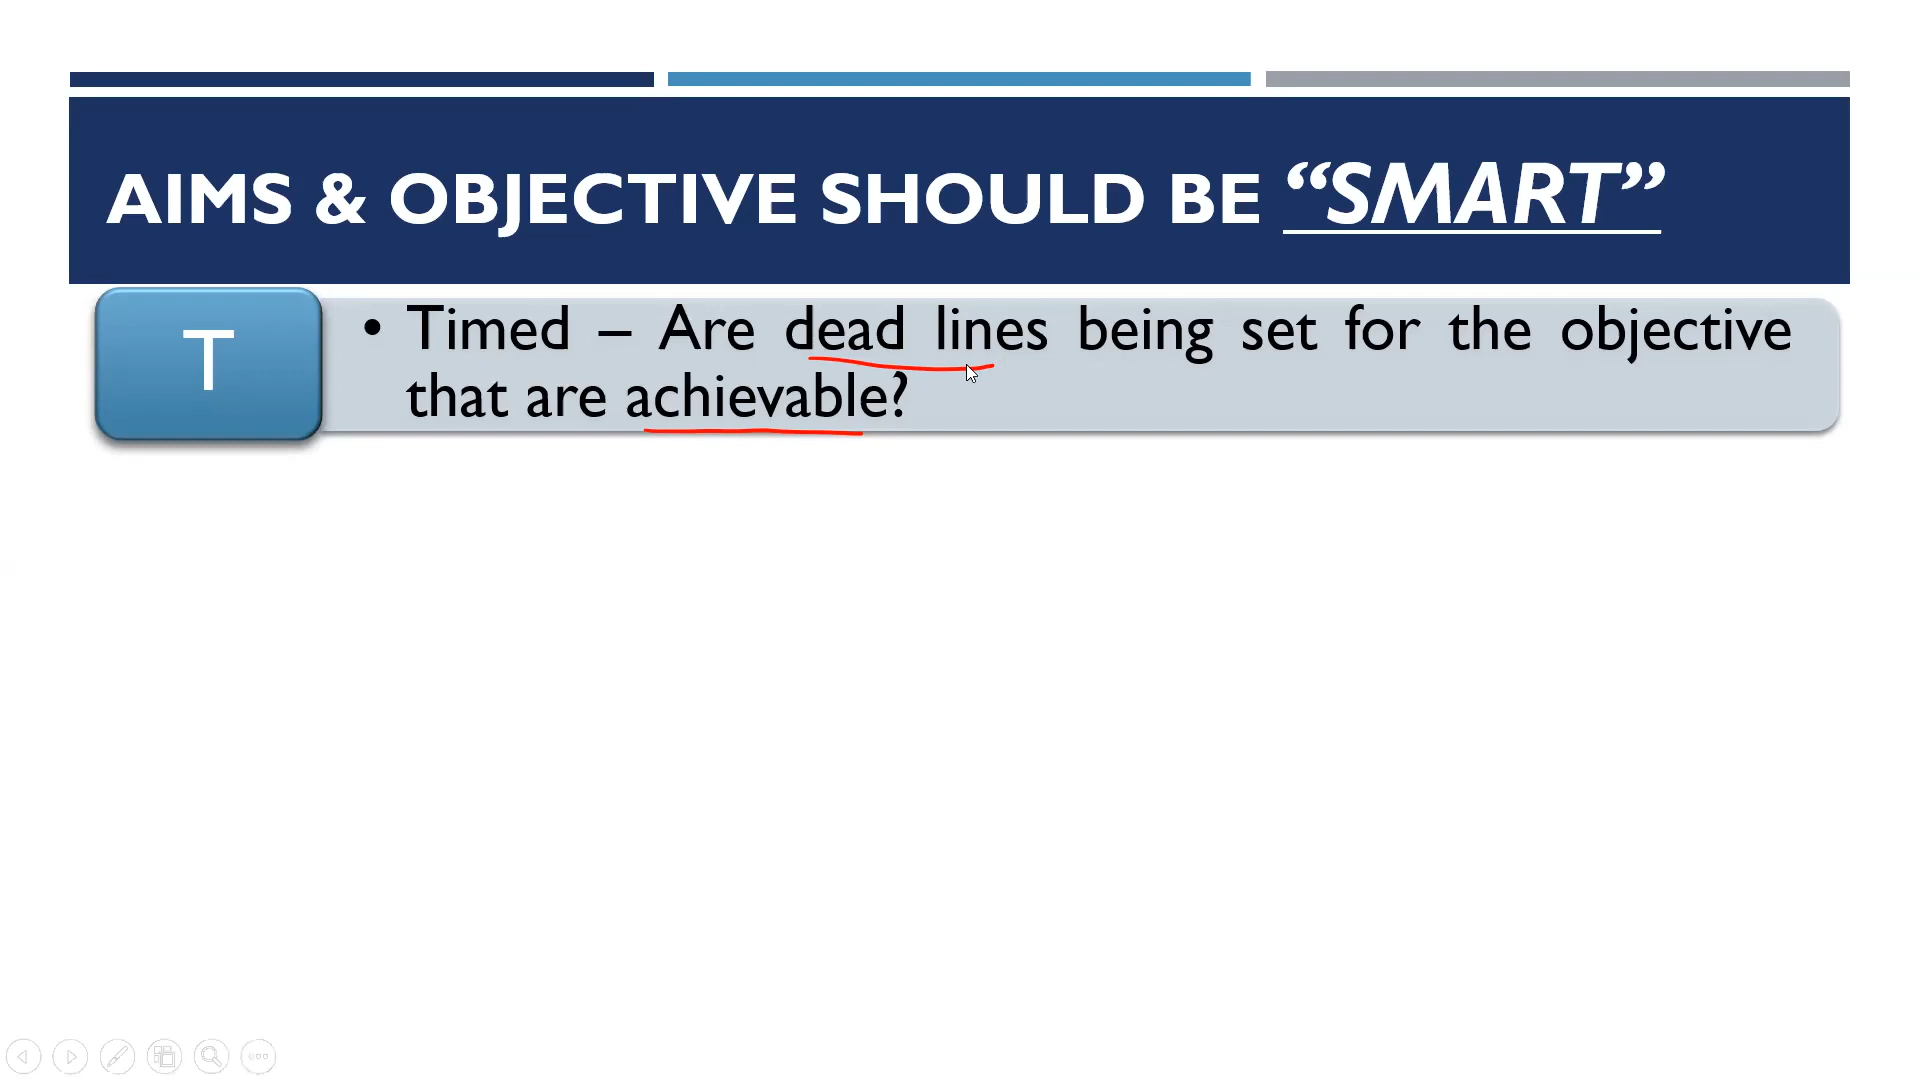 AIMS & OBJECTIVE SHOULD BE “SMART”
T
• Timed – Are dead lines being set for the objective
that are achievable?